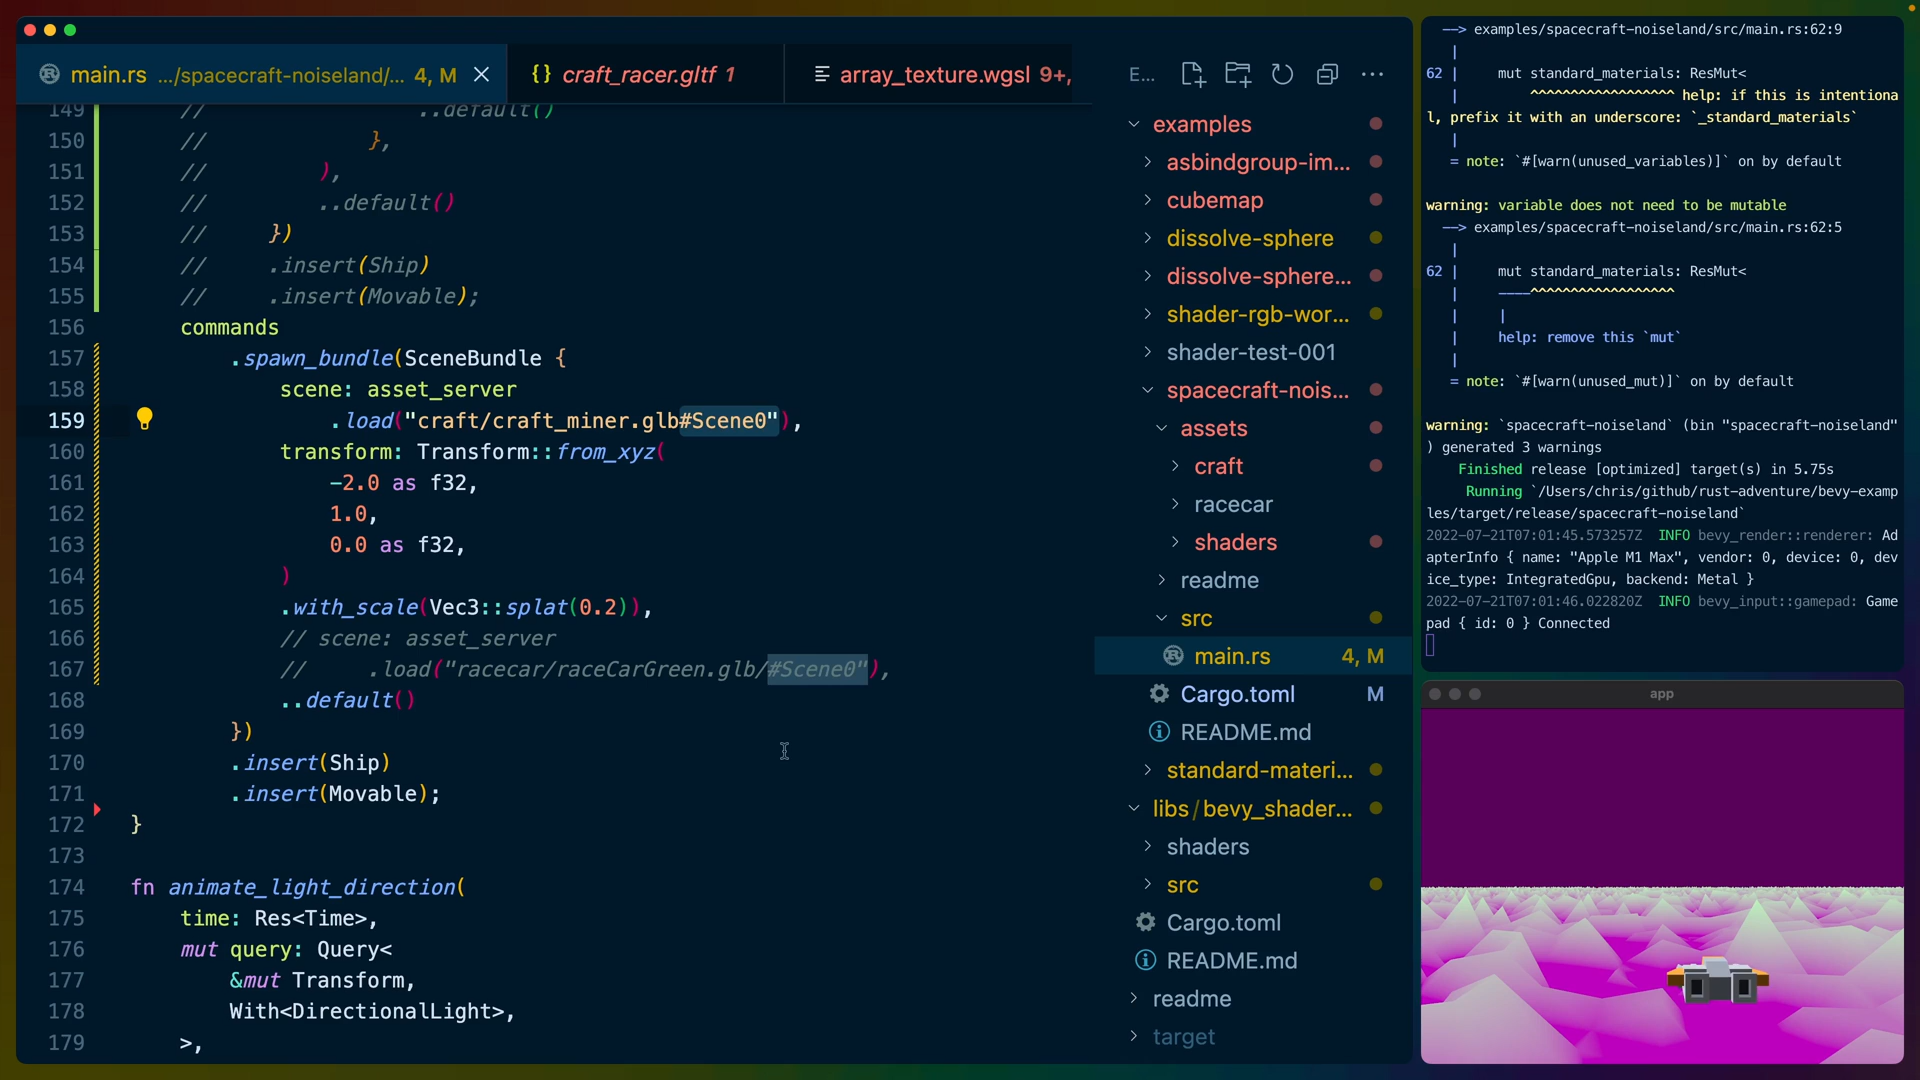 main.rs .../spacecraft-noiseland/... 4, M
craft_racer.gltf 1
array_texture.wgsl 9+,
149 // ..default()
150 // },
151 // ),
152 // ..default()
153 // })
154 // .insert(Ship)
155 // .insert(Movable);
156 commands
157 .spawn_bundle(SceneBundle {
158 scene: asset_server
159 .load("craft/craft_miner.glb#Scene0"),
160 transform: Transform::from_xyz(
161 -2.0 as f32,
162 1.0,
163 0.0 as f32,
164 )
165 .with_scale(Vec3::splat(0.2)),
166 // scene: asset_server
167 // .load("racecar/raceCarGreen.glb/#Scene0"),
168 ..default()
169 })
170 .insert(Ship)
171 .insert(Movable);
172 }
173
174 fn animate_light_direction(
175 time: Res<Time>,
176 mut query: Query<
177 &mut Transform,
178 With<DirectionalLight>,
179 >,
E...
examples
asbindgroup-im...
cubemap
dissolve-sphere
dissolve-sphere...
shader-rgb-wor...
shader-test-001
spacecraft-nois...
assets
craft
racecar
shaders
readme
src
main.rs 4, M
Cargo.toml M
README.md
standard-materi...
libs/bevy_shader...
shaders
src
Cargo.toml
README.md
readme
target
--> examples/spacecraft-noiseland/src/main.rs:62:9
|
62 | mut standard_materials: ResMut<
| ^^^^^^^^^^^^^^^^^^ help: if this is intentiona
l, prefix it with an underscore: `_standard_materials`
|
= note: `#[warn(unused_variables)]` on by default
warning: variable does not need to be mutable
--> examples/spacecraft-noiseland/src/main.rs:62:5
|
62 | mut standard_materials: ResMut<
| ----^^^^^^^^^^^^^^^^^^
| |
| help: remove this `mut`
|
= note: `#[warn(unused_mut)]` on by default
warning: `spacecraft-noiseland` (bin "spacecraft-noiseland"
) generated 3 warnings
Finished release [optimized] target(s) in 5.75s
Running `/Users/chris/github/rust-adventure/bevy-examp
les/target/release/spacecraft-noiseland`
2022-07-21T07:01:45.573257Z INFO bevy_render::renderer: Ad
apterInfo { name: "Apple M1 Max", vendor: 0, device: 0, dev
ice_type: IntegratedGpu, backend: Metal }
2022-07-21T07:01:46.022820Z INFO bevy_input::gamepad: Game
pad { id: 0 } Connected
app